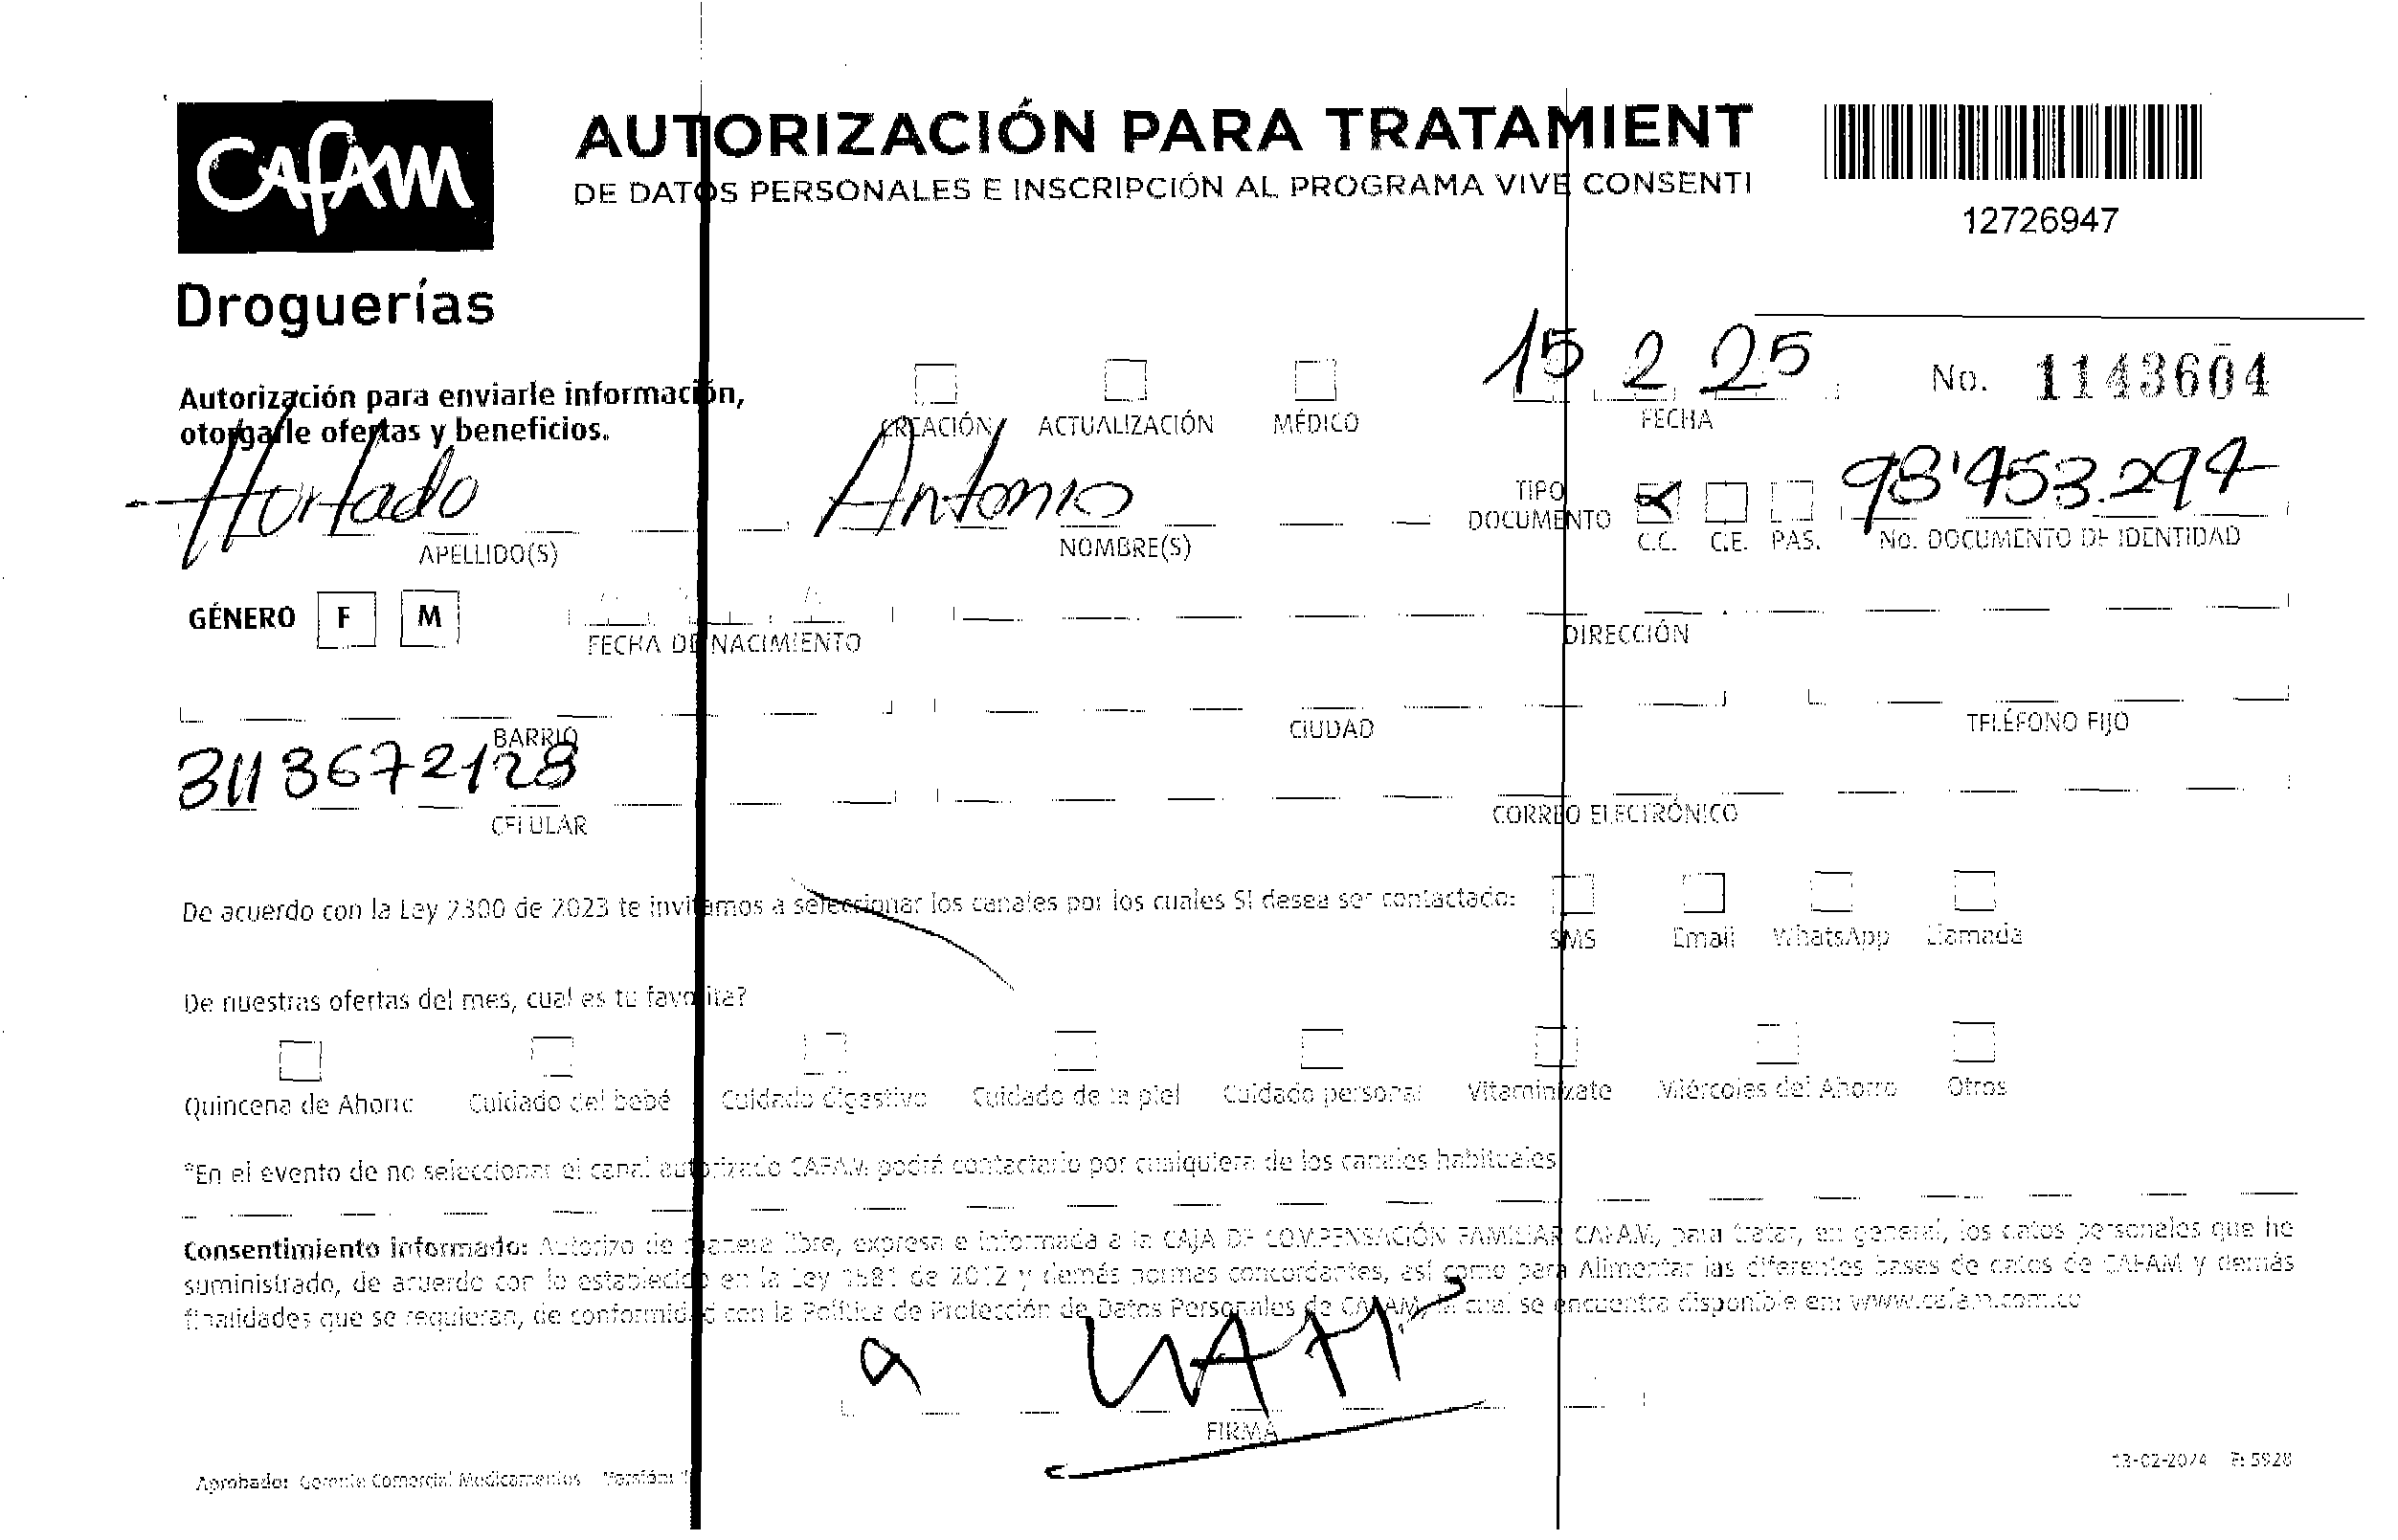 Cafam
Droguerías
AUTORIZACIÓN PARA TRATAMIENT
DE DATOS PERSONALES E INSCRIPCIÓN AL PROGRAMA VIVE CONSENTI
12726947
Autorización para enviarle información,
otorgarle ofertas y beneficios.
CREACIÓN ACTUALIZACIÓN MÉDICO
15 2 25
FECHA
No. 1143604
Hurtado
APELLIDO(S)
Antonio
NOMBRE(S)
TIPO
DOCUMENTO
C.C. C.E. PAS.
98'453.294
No. DOCUMENTO DE IDENTIDAD
GÉNERO F M
FECHA DE NACIMIENTO
DIRECCIÓN
BARRIO
CIUDAD
TELÉFONO FIJO
3113672128
CELULAR
CORREO ELECTRÓNICO
De acuerdo con la Ley 2300 de 2023 te invitamos a seleccionar los canales por los cuales SI desea ser contactado:
SMS Email WhatsApp Llamada
De nuestras ofertas del mes, cual es tu favorita?
Quincena de Ahorro Cuidado del bebé Cuidado digestivo Cuidado de la piel Cuidado personal Vitaminízate Miércoles del Ahorro Otros
*En el evento de no seleccionar el canal autorizado CAFAM podrá contactarlo por cualquiera de los canales habituales
Consentimiento informado: Autorizo de manera libre, expresa e informada a la CAJA DE COMPENSACIÓN FAMILIAR CAFAM, para tratar, en general, los datos personales que he
suministrado, de acuerdo con lo establecido en la Ley 1581 de 2012 y demás normas concordantes, así como para Alimentar las diferentes bases de datos de CAFAM y demás
finalidades que se requieran, de conformidad con la Política de Protección de Datos Personales de CAFAM, la cual se encuentra disponible en: www.cafam.com.co
FIRMA
Aprobado: Gerente Comercial Medicamentos Versión:
13-02-2024 F: 5928